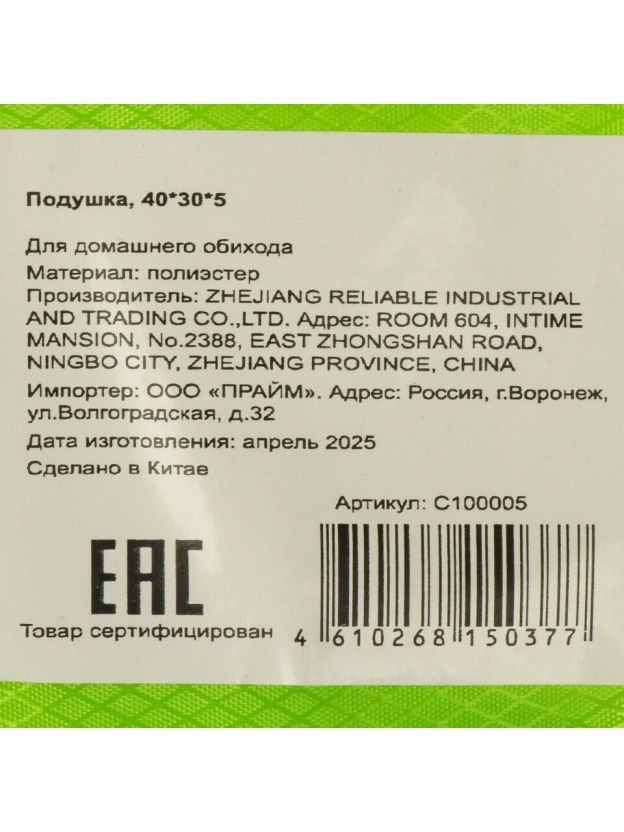 Подушка, 40*30*5
Для домашнего обихода
Материал: полиэстер
Производитель: ZHEJIANG RELIABLE INDUSTRIAL
AND TRADING CO.,LTD. Адрес: ROOM 604, INTIME
MANSION, No.2388, EAST ZHONGSHAN ROAD,
NINGBO CITY, ZHEJIANG PROVINCE, CHINA
Импортер: ООО «ПРАЙМ». Адрес: Россия, г.Воронеж,
ул.Волгоградская, д.32
Дата изготовления: апрель 2025
Сделано в Китае
Артикул: C100005
EAC
Товар сертифицирован
4 610268 150377